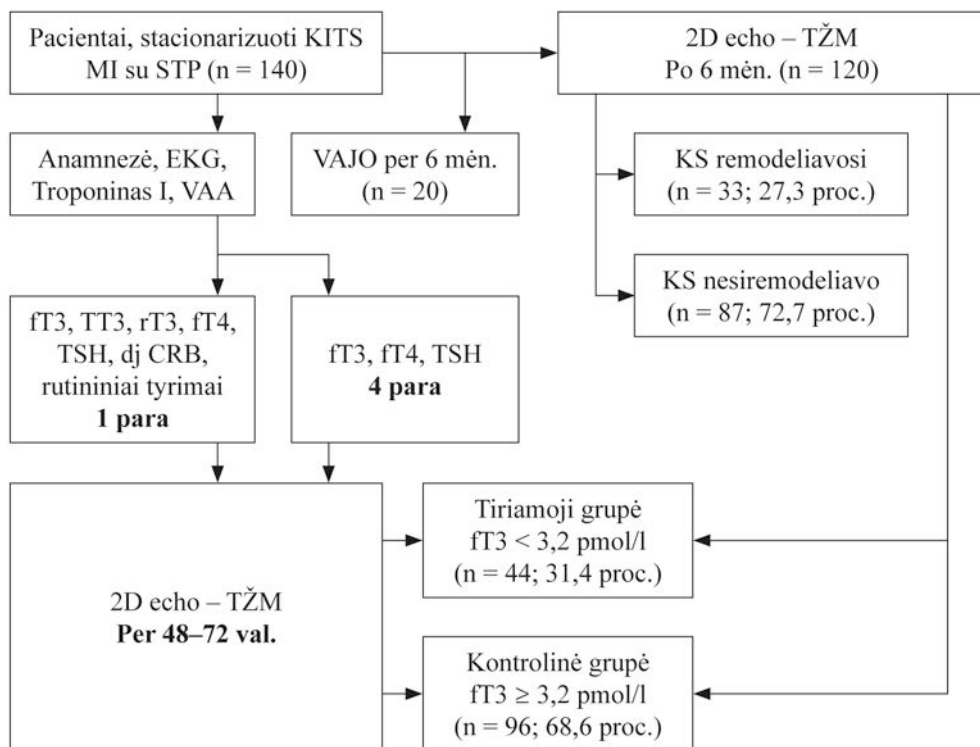 Pacientai, stacionarizuoti KITS
MI su STP (n = 140)
2D echo – TŽM
Po 6 mėn. (n = 120)
Anamnezė, EKG,
Troponinas I, VAA
VAJO per 6 mėn.
(n = 20)
KS remodeliavosi
(n = 33; 27,3 proc.)
KS nesiremodeliavo
(n = 87; 72,7 proc.)
fT3, TT3, rT3, fT4,
TSH, dj CRB,
rutininiai tyrimai
1 para
fT3, fT4, TSH
4 para
2D echo – TŽM
Per 48–72 val.
Tiriamoji grupė
fT3 < 3,2 pmol/l
(n = 44; 31,4 proc.)
Kontrolinė grupė
fT3 ≥ 3,2 pmol/l
(n = 96; 68,6 proc.)